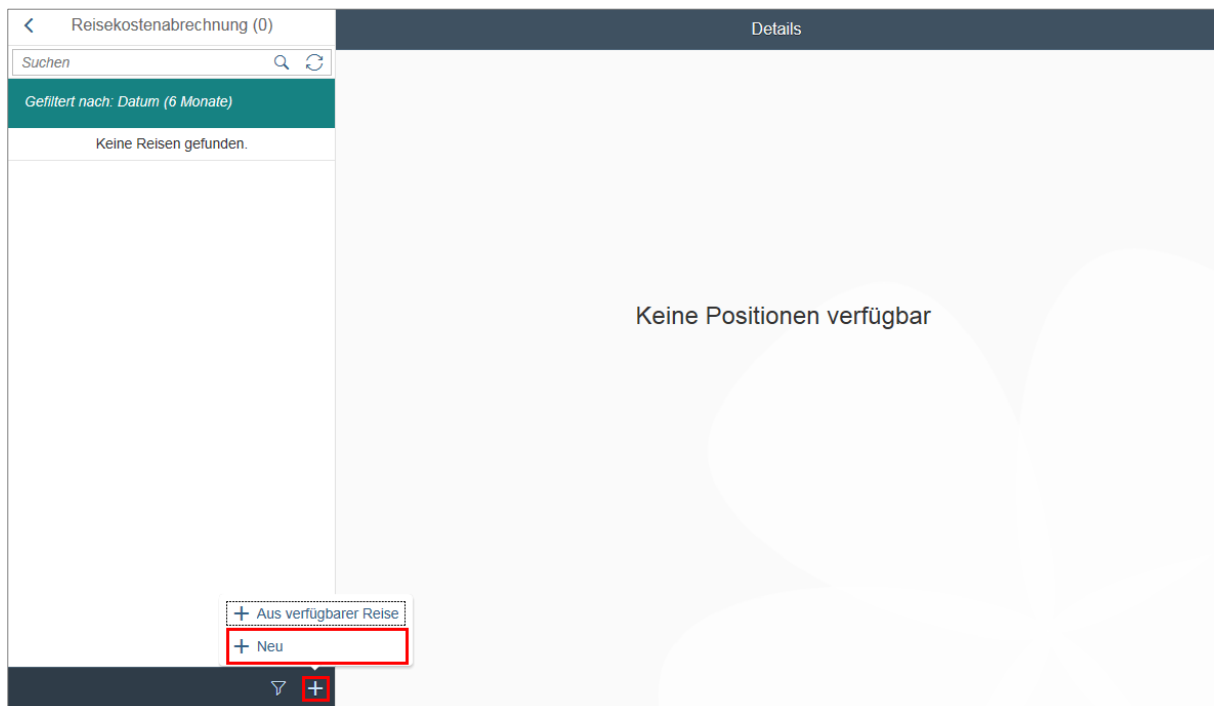 Reisekostenabrechnung (0)
Details
Suchen
Gefiltert nach: Datum (6 Monate)
Keine Reisen gefunden.
Keine Positionen verfügbar
Aus verfügbarer Reise
Neu